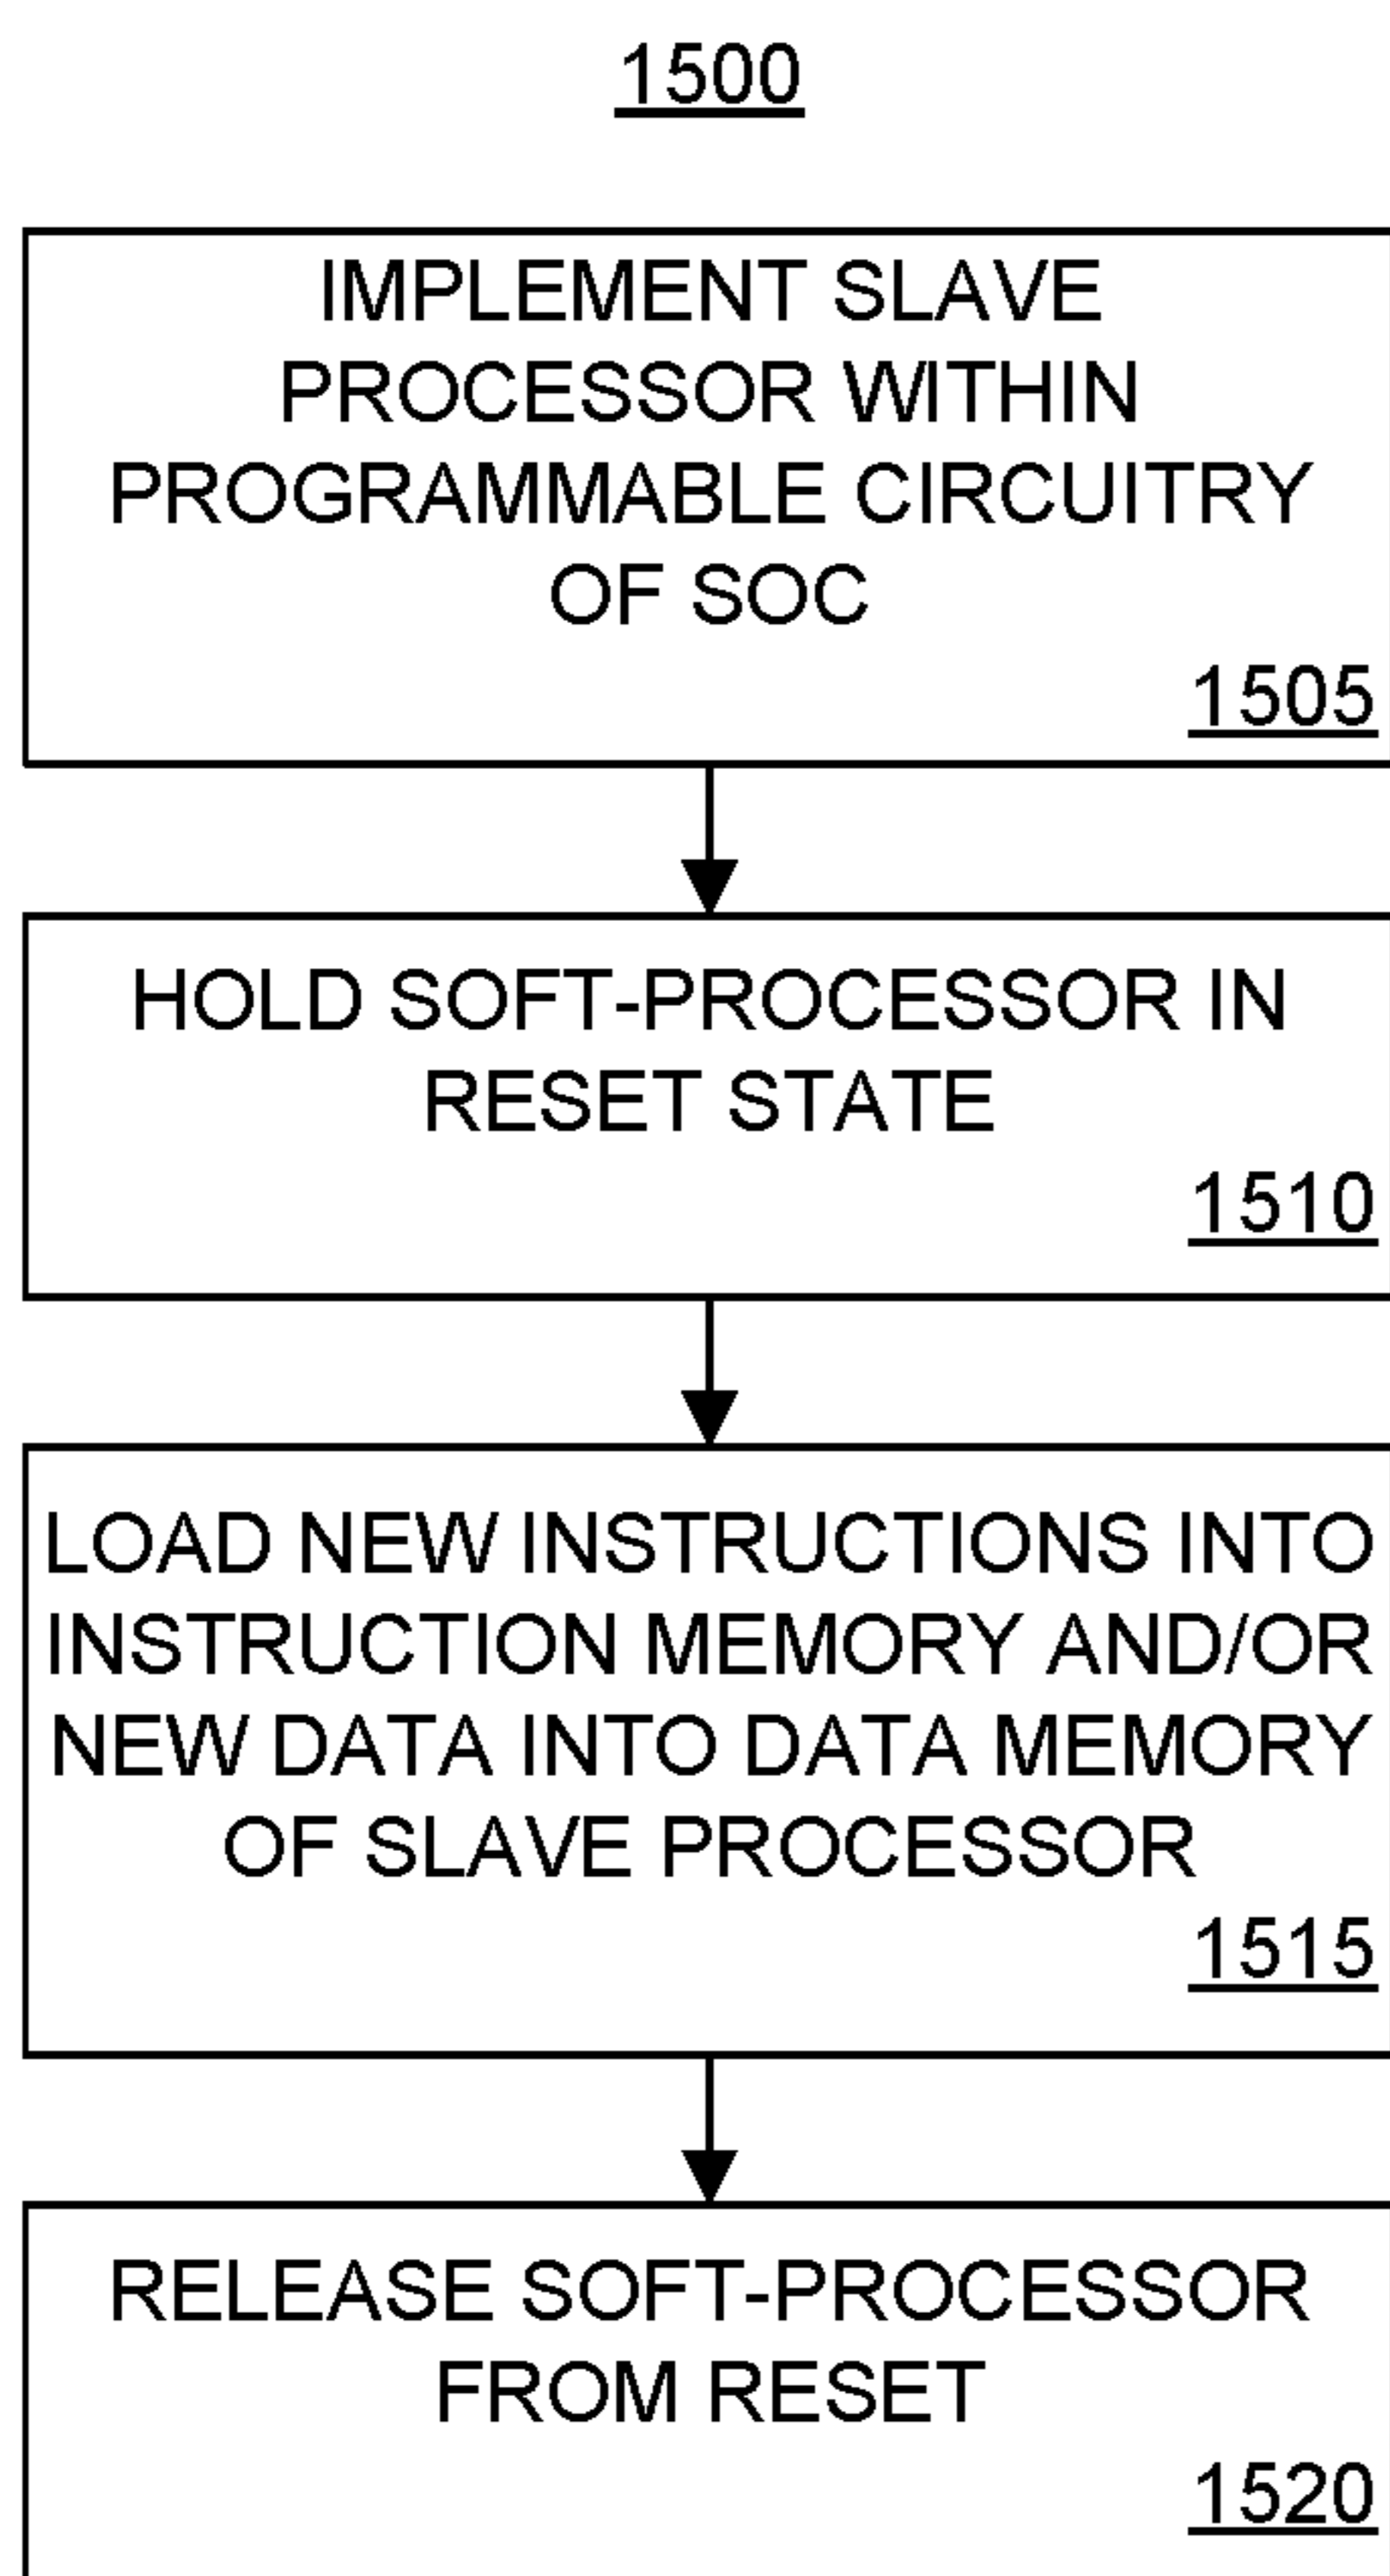 1500
IMPLEMENT SLAVE
PROCESSOR WITHIN
PROGRAMMABLE CIRCUITRY
OF SOC
1505
HOLD SOFT-PROCESSOR IN
RESET STATE
1510
LOAD NEW INSTRUCTIONS INTO
INSTRUCTION MEMORY AND/OR
NEW DATA INTO DATA MEMORY
OF SLAVE PROCESSOR
1515
RELEASE SOFT-PROCESSOR
FROM RESET
1520